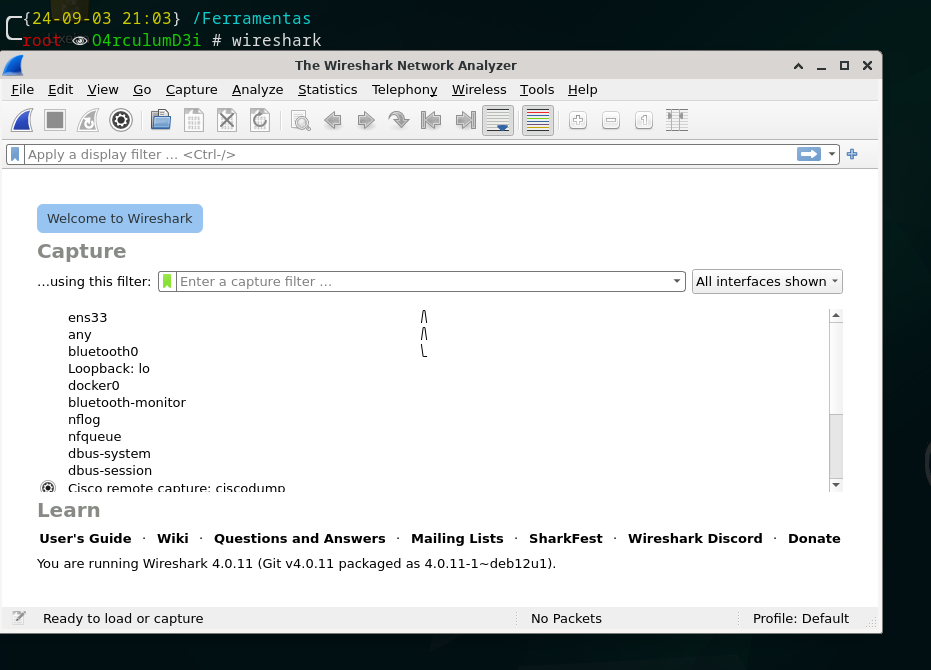 {24-09-03 21:03} /Ferramentas
root O4rculumD3i # wireshark
The Wireshark Network Analyzer
File Edit View Go Capture Analyze Statistics Telephony Wireless Tools Help
Apply a display filter … <Ctrl-/>
Welcome to Wireshark
Capture
…using this filter: Enter a capture filter … All interfaces shown
ens33
any
bluetooth0
Loopback: lo
docker0
bluetooth-monitor
nflog
nfqueue
dbus-system
dbus-session
Cisco remote capture: ciscodump
Learn
User's Guide · Wiki · Questions and Answers · Mailing Lists · SharkFest · Wireshark Discord · Donate
You are running Wireshark 4.0.11 (Git v4.0.11 packaged as 4.0.11-1~deb12u1).
Ready to load or capture No Packets Profile: Default